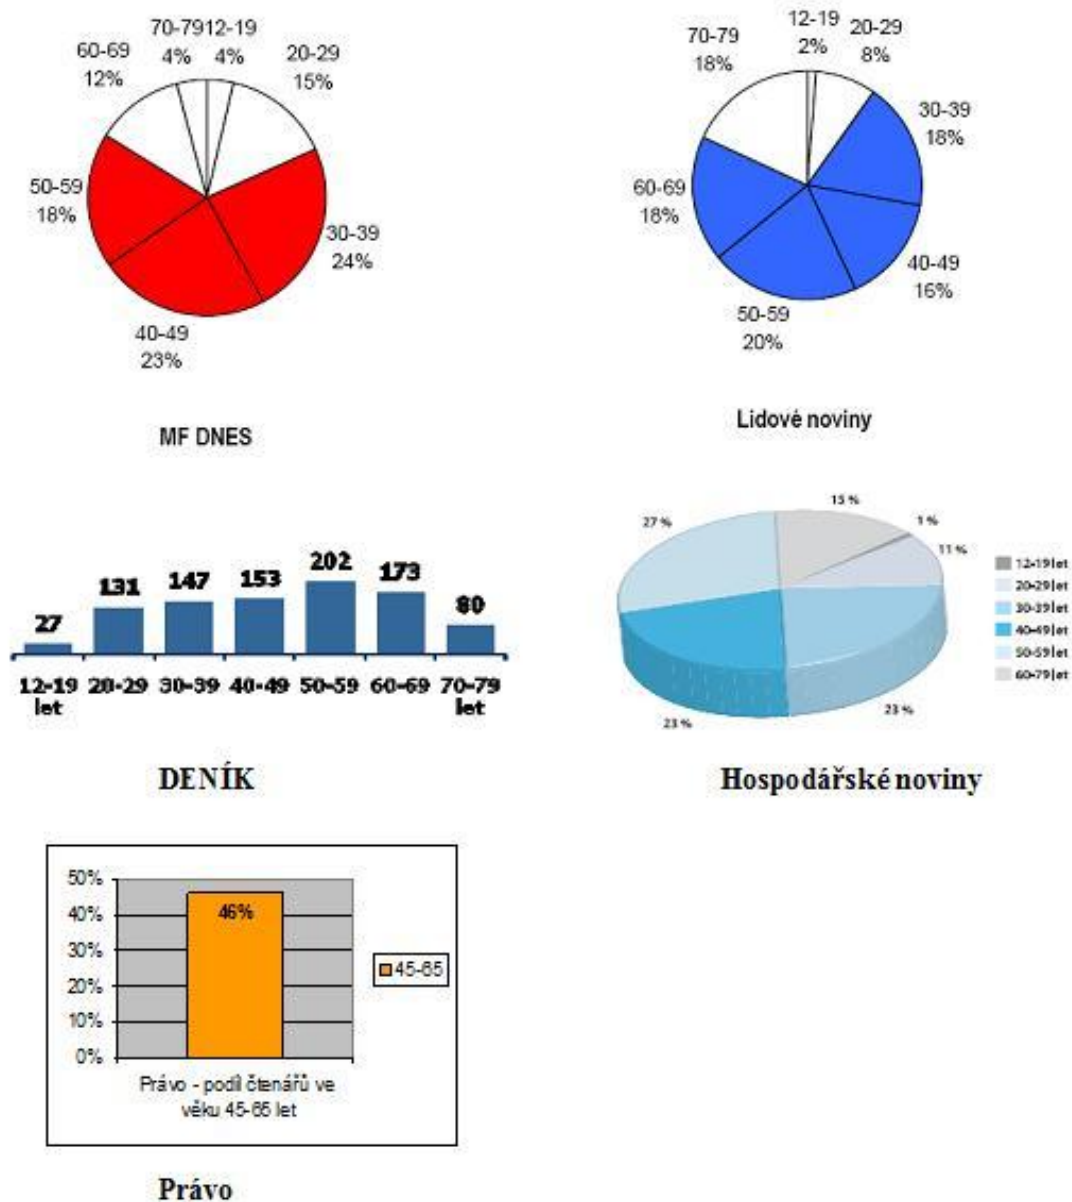 70-79
4%
12-19
4%
60-69
12%
20-29
15%
50-59
18%
30-39
24%
40-49
23%
MF DNES
12-19
2%
20-29
8%
70-79
18%
30-39
18%
60-69
18%
40-49
16%
50-59
20%
Lidové noviny
27 131 147 153 202 173 80
12-19 20-29 30-39 40-49 50-59 60-69 70-79
let let
DENÍK
15 %
27 %
1 %
11 %
23 %
23 %
12-19 let
20-29 let
30-39 let
40-49 let
50-59 let
60-79 let
Hospodářské noviny
50%
40%
30%
20%
10%
0%
46%
45-65
Právo - podíl čtenářů ve
věku 45-65 let
Právo